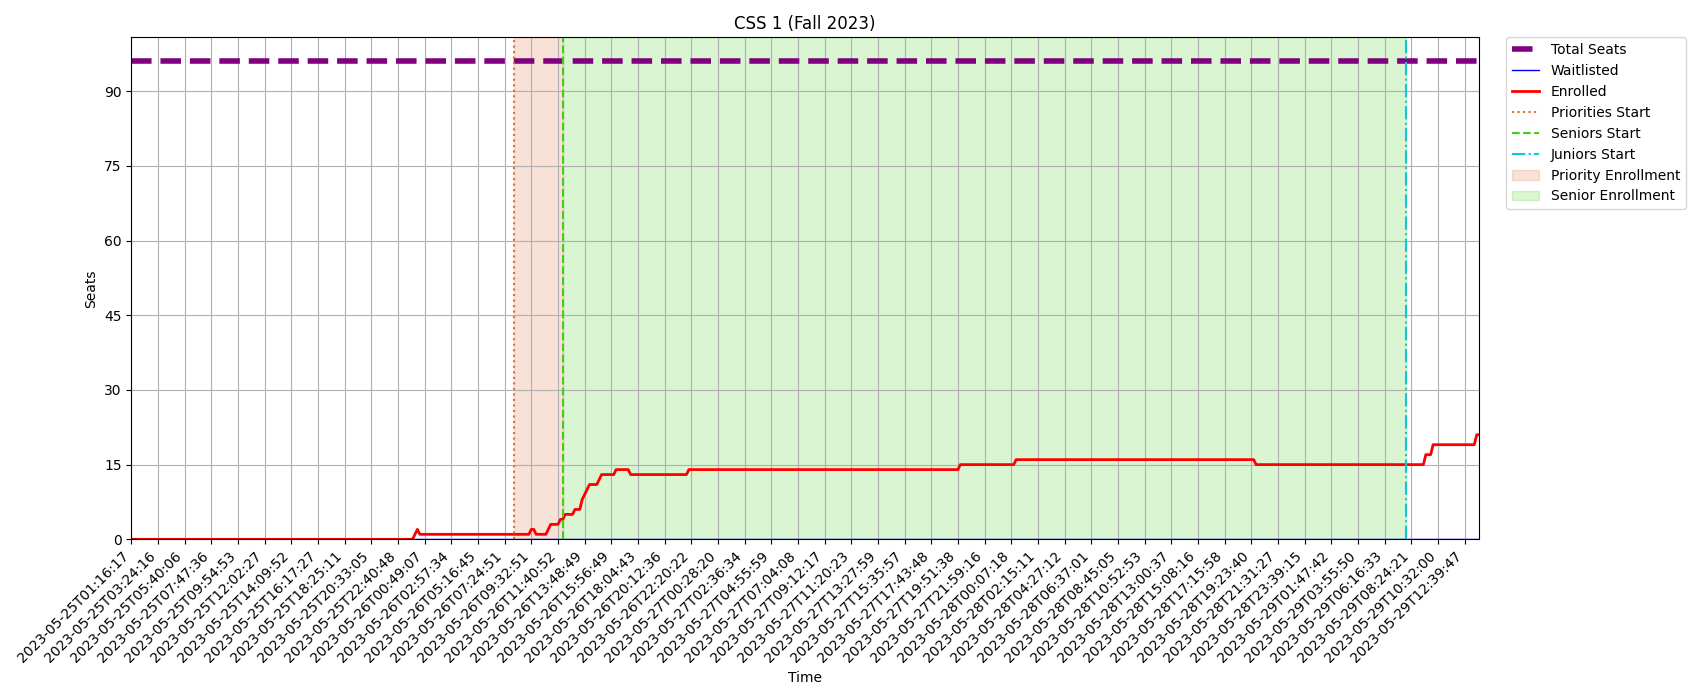 CSS 1 (Fall 2023)
Total Seats
Waitlisted
Enrolled
Priorities Start
Seniors Start
Juniors Start
Priority Enrollment
Senior Enrollment
Seats
90
75
60
45
30
15
0
2023-05-25T01:16:17
2023-05-25T03:24:16
2023-05-25T05:40:06
2023-05-25T07:47:36
2023-05-25T09:54:53
2023-05-25T12:02:27
2023-05-25T14:09:52
2023-05-25T16:17:27
2023-05-25T18:25:11
2023-05-25T20:33:05
2023-05-25T22:40:48
2023-05-26T00:49:07
2023-05-26T02:57:34
2023-05-26T05:16:45
2023-05-26T07:24:51
2023-05-26T09:32:51
2023-05-26T11:40:52
2023-05-26T13:48:49
2023-05-26T15:56:49
2023-05-26T18:04:43
2023-05-26T20:12:36
2023-05-26T22:20:22
2023-05-27T00:28:20
2023-05-27T02:36:34
2023-05-27T04:55:59
2023-05-27T07:04:08
2023-05-27T09:12:17
2023-05-27T11:20:23
2023-05-27T13:27:59
2023-05-27T15:35:57
2023-05-27T17:43:48
2023-05-27T19:51:38
2023-05-27T21:59:16
2023-05-28T00:07:18
2023-05-28T02:15:11
2023-05-28T04:27:12
2023-05-28T06:37:01
2023-05-28T08:45:05
2023-05-28T10:52:53
2023-05-28T13:00:37
2023-05-28T15:08:16
2023-05-28T17:15:58
2023-05-28T19:23:40
2023-05-28T21:31:27
2023-05-28T23:39:15
2023-05-29T01:47:42
2023-05-29T03:55:50
2023-05-29T06:16:33
2023-05-29T08:24:21
2023-05-29T10:32:00
2023-05-29T12:39:47
Time